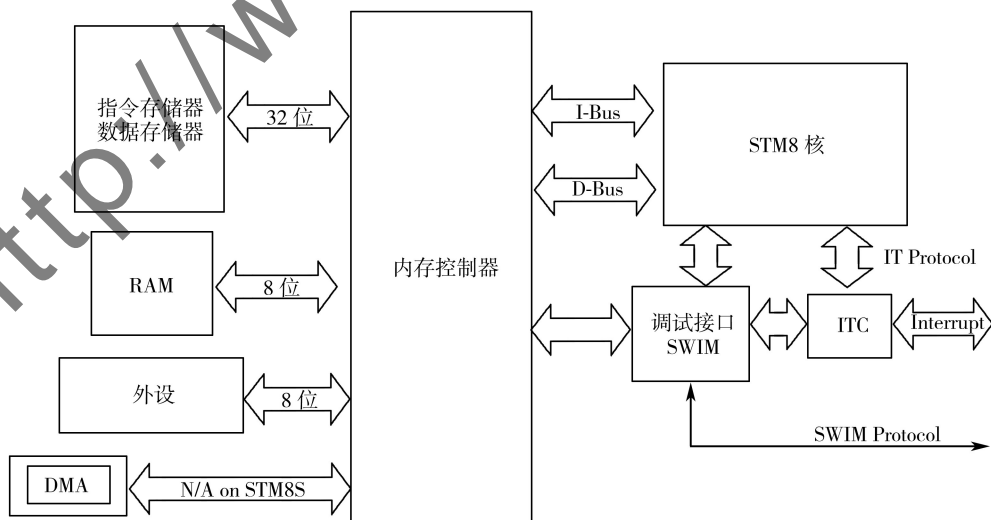 http://w
指令存储器
数据存储器
32 位
I-Bus
STM8 核
D-Bus
内存控制器
IT Protocol
RAM
8 位
调试接口
SWIM
ITC
Interrupt
外设
8 位
SWIM Protocol
DMA
N/A on STM8S